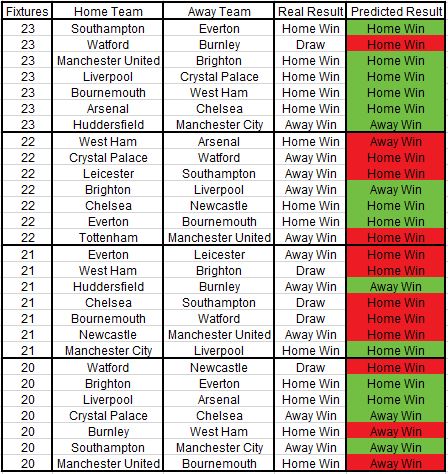 Fixtures Home Team Away Team Real Result Predicted Result
23 Southampton Everton Home Win Home Win
23 Watford Burnley Draw Home Win
23 Manchester United Brighton Home Win Home Win
23 Liverpool Crystal Palace Home Win Home Win
23 Bournemouth West Ham Home Win Home Win
23 Arsenal Chelsea Home Win Home Win
23 Huddersfield Manchester City Away Win Away Win
22 West Ham Arsenal Home Win Away Win
22 Crystal Palace Watford Away Win Home Win
22 Leicester Southampton Away Win Home Win
22 Brighton Liverpool Away Win Away Win
22 Chelsea Newcastle Home Win Home Win
22 Everton Bournemouth Home Win Home Win
22 Tottenham Manchester United Away Win Home Win
21 Everton Leicester Away Win Home Win
21 West Ham Brighton Draw Home Win
21 Huddersfield Burnley Away Win Away Win
21 Chelsea Southampton Draw Home Win
21 Bournemouth Watford Draw Home Win
21 Newcastle Manchester United Away Win Home Win
21 Manchester City Liverpool Home Win Home Win
20 Watford Newcastle Draw Home Win
20 Brighton Everton Home Win Home Win
20 Liverpool Arsenal Home Win Home Win
20 Crystal Palace Chelsea Away Win Away Win
20 Burnley West Ham Home Win Away Win
20 Southampton Manchester City Away Win Away Win
20 Manchester United Bournemouth Home Win Home Win